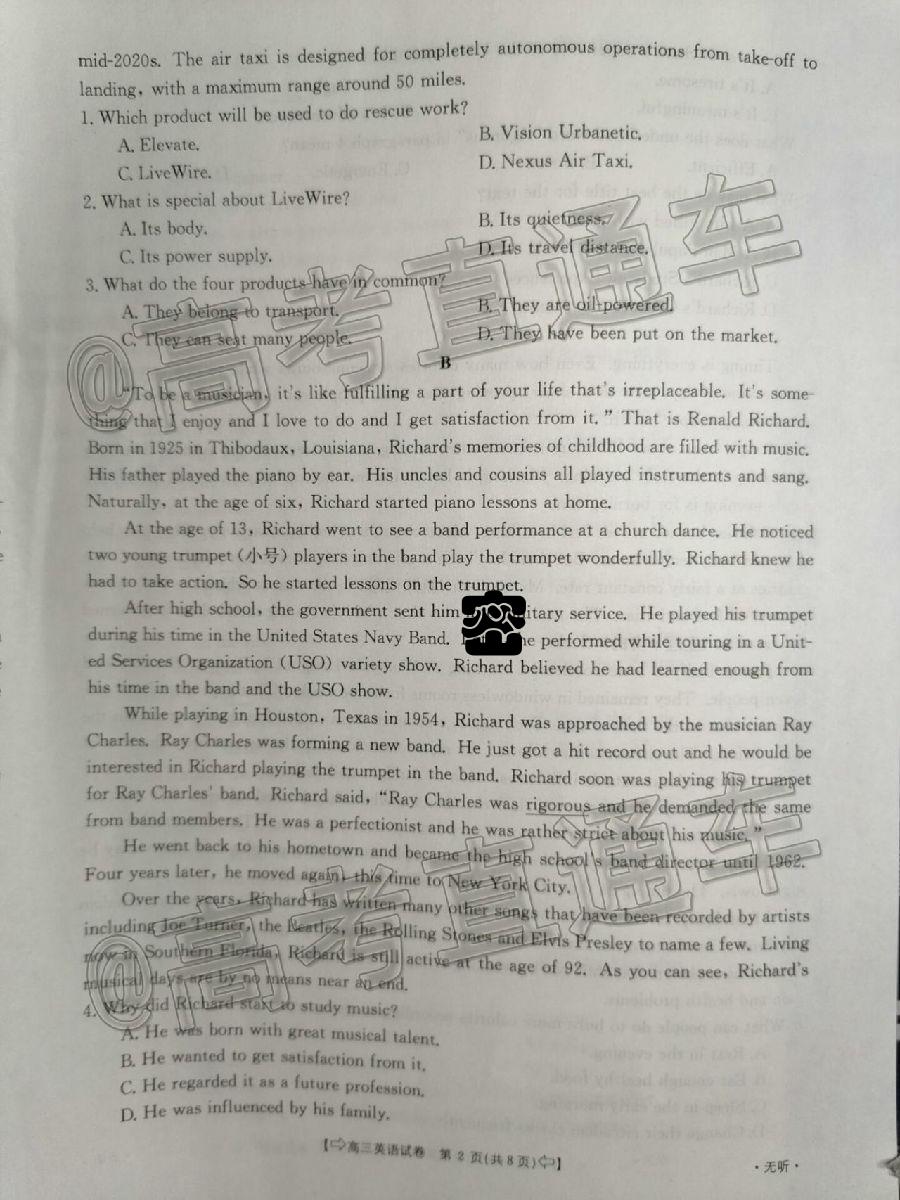 mid-2020s. The air taxi is designed for completely autonomous operations from take-off to
landing, with a maximum range around 50 miles.
1. Which product will be used to do rescue work?
A. Elevate.
B. Vision Urbanetic.
C. LiveWire.
D. Nexus Air Taxi.
2. What is special about LiveWire?
A. Its body.
B. Its quietness.
C. Its power supply.
D. Its travel distance.
3. What do the four products have in common?
A. They belong to transport.
B. They are oil-powered.
C. They can seat many people.
D. They have been put on the market.
B
"To be a musician, it's like fulfilling a part of your life that's irreplaceable. It's some-
thing that I enjoy and I love to do and I get satisfaction from it." That is Renald Richard.
Born in 1925 in Thibodaux, Louisiana, Richard's memories of childhood are filled with music.
His father played the piano by ear. His uncles and cousins all played instruments and sang.
Naturally, at the age of six, Richard started piano lessons at home.
At the age of 13, Richard went to see a band performance at a church dance. He noticed
two young trumpet (小号) players in the band play the trumpet wonderfully. Richard knew he
had to take action. So he started lessons on the trumpet.
After high school, the government sent him itary service. He played his trumpet
during his time in the United States Navy Band. he performed while touring in a Unit-
ed Services Organization (USO) variety show. Richard believed he had learned enough from
his time in the band and the USO show.
While playing in Houston, Texas in 1954, Richard was approached by the musician Ray
Charles. Ray Charles was forming a new band. He just got a hit record out and he would be
interested in Richard playing the trumpet in the band. Richard soon was playing his trumpet
for Ray Charles' band. Richard said, "Ray Charles was rigorous and he demanded the same
from band members. He was a perfectionist and he was rather strict about his music."
He went back to his hometown and became the high school's band director until 1962.
Four years later, he moved again, this time to New York City.
Over the years, Richard has written many other songs that have been recorded by artists
including Joe Turner, the Beatles, the Rolling Stones and Elvis Presley to name a few. Living
now in Southern Florida, Richard is still active at the age of 92. As you can see, Richard's
musical days are by no means near an end.
4. Why did Richard start to study music?
A. He was born with great musical talent.
B. He wanted to get satisfaction from it.
C. He regarded it as a future profession.
D. He was influenced by his family.
【⇨高三英语试卷 第 2 页(共 8 页)⇦】
·无听·
@高考直通车
@高考直通车